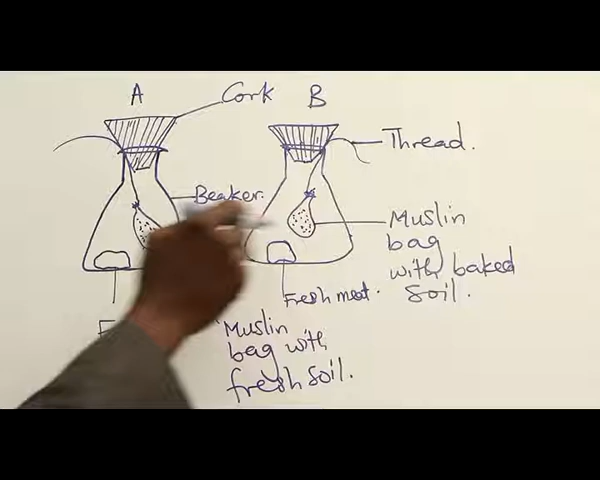 A
Cork
B
Thread.
Beaker.
Muslin
bag
with baked
soil.
Fresh meat.
Muslin
bag with
fresh soil.